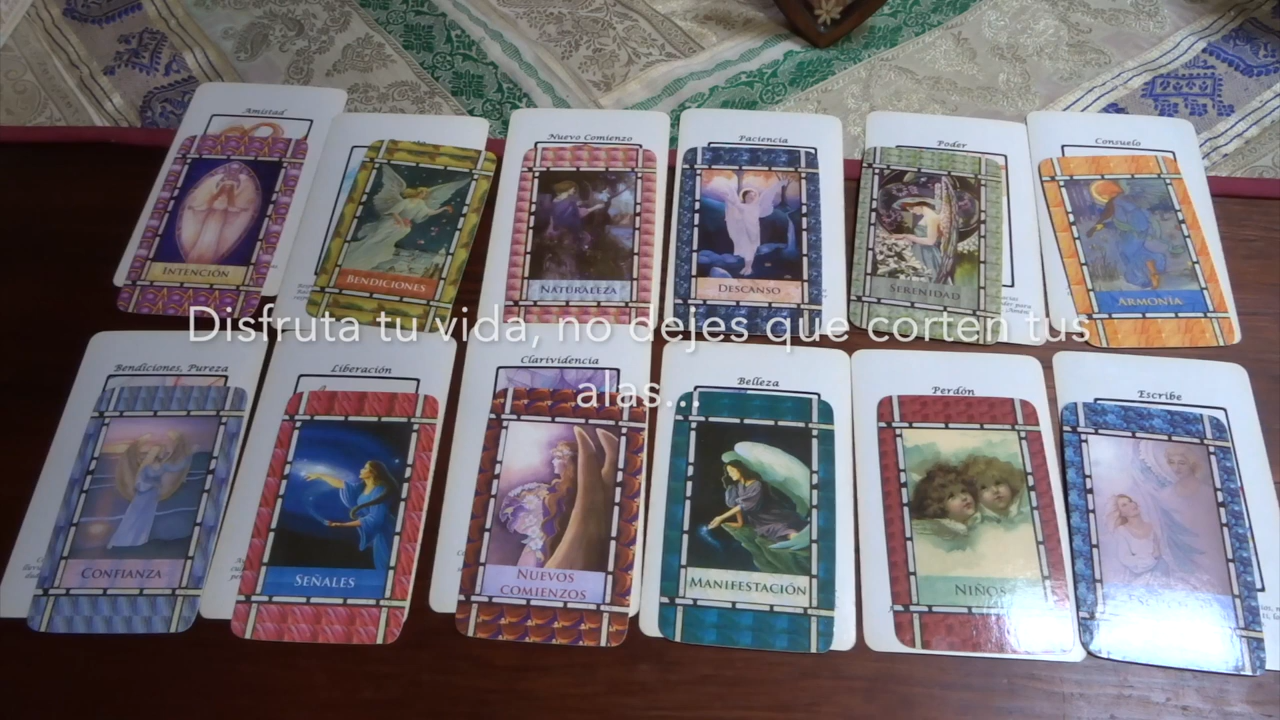 Amistad
INTENCIÓN
BENDICIONES
Nuevo Comienzo
NATURALEZA
Paciencia
DESCANSO
Poder
SERENIDAD
Consuelo
ARMONÍA
Disfruta tu vida, no dejes que corten tus
alas...
Bendiciones, Pureza
CONFIANZA
Liberación
SEÑALES
Clarividencia
NUEVOS
COMIENZOS
Belleza
MANIFESTACIÓN
Perdón
NIÑOS
Escribe